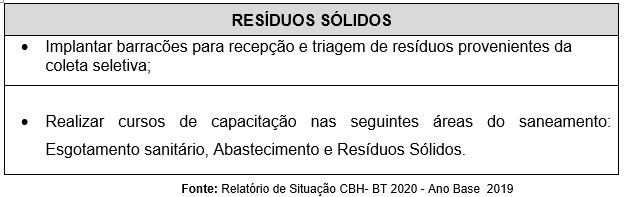 RESÍDUOS SÓLIDOS
• Implantar barracões para recepção e triagem de resíduos provenientes da
coleta seletiva;
• Realizar cursos de capacitação nas seguintes áreas do saneamento:
Esgotamento sanitário, Abastecimento e Resíduos Sólidos.
Fonte: Relatório de Situação CBH- BT 2020 - Ano Base 2019